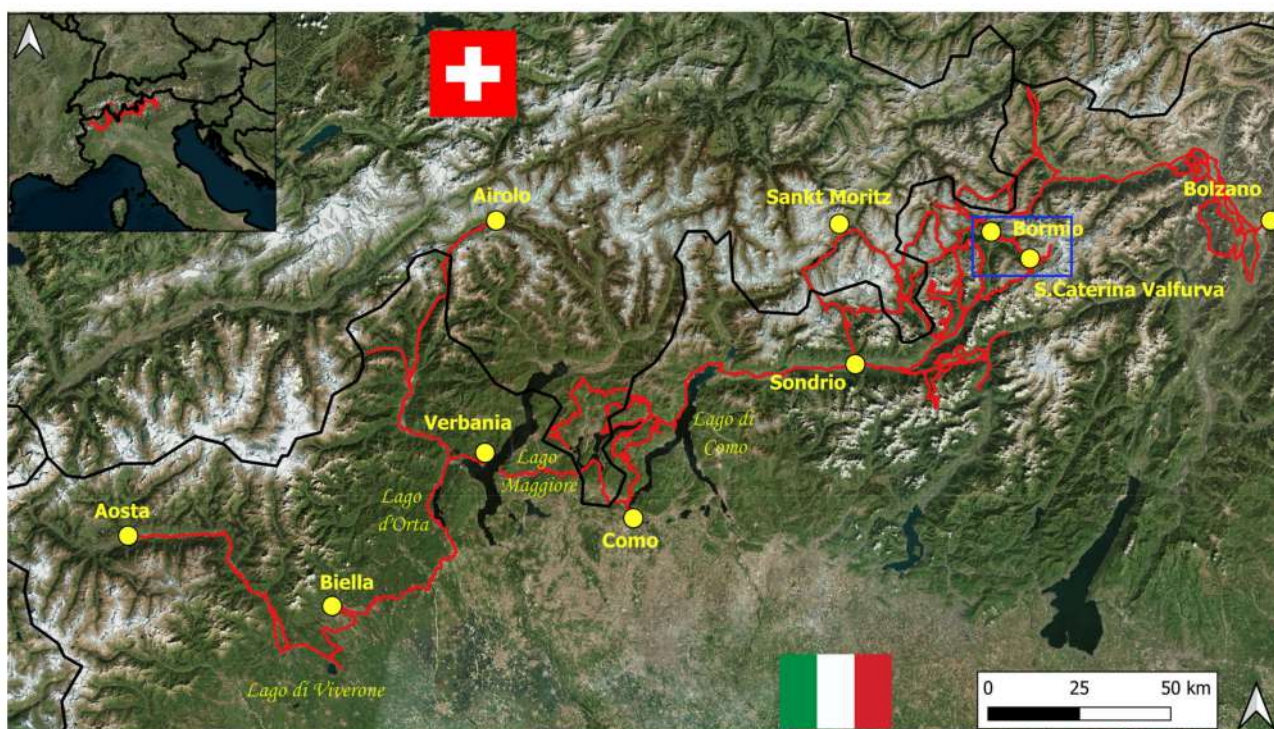 Airolo
Sankt Moritz
Bolzano
Bormio
S.Caterina Valfurva
Sondrio
Verbania
Lago di
Como
Lago
Maggiore
Lago
d'Orta
Aosta
Como
Biella
Lago di Viverone
0 25 50 km